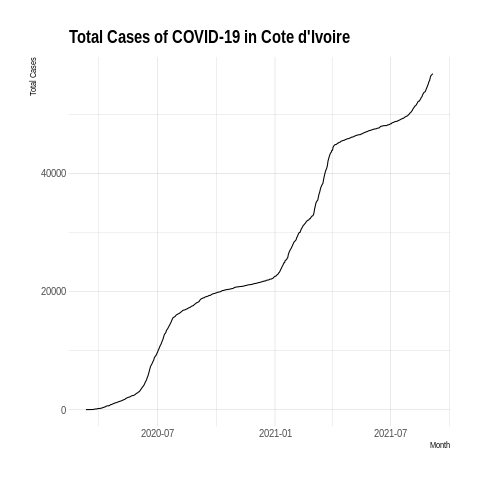 Total Cases of COVID-19 in Cote d'Ivoire
Total Cases
40000
20000
0
2020-07
2021-01
2021-07
Month